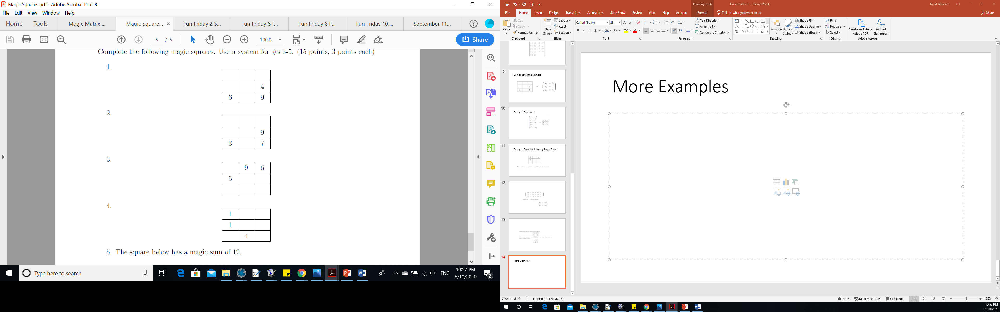 Magic Squares.pdf - Adobe Acrobat Pro DC
File Edit View Window Help
Home Tools Magic Matrix.... Magic Square... × Fun Friday 2 S... Fun Friday 6 f... Fun Friday 8 F... Fun Friday 10.... September 11...
5 / 5 100% Share
Complete the following magic squares. Use a system for #s 3-5. (15 points, 3 points each)
1.
4
6 9
2.
9
3 7
3.
9 6
5
4.
1
1
4
5. The square below has a magic sum of 12.
Type here to search
ENG
10:57 PM
5/10/2020
2
Drawing Tools Presentation1 - PowerPoint Ryad Ghanam
File Home Insert Design Transitions Animations Slide Show Review View Help Acrobat Format Tell me what you want to do Share
Paste
Cut
Copy
Format Painter
Clipboard
New
Slide
Layout
Reset
Section
Slides
Calibri (Body) 28
B I U S abc AV Aa A
Font
Text Direction
Align Text
Convert to SmartArt
Paragraph
Arrange
Quick
Styles
Shape Fill
Shape Outline
Shape Effects
Drawing
Find
Replace
Select
Editing
Create and Share
Adobe PDF
Request
Signatures
Adobe Acrobat
9
Going back to the example
10
Example (Continued)
11
Example : Solve the following Magic Square
12
13
14
More Examples
More Examples
Slide 14 of 14 English (United States) Notes Display Settings Comments 123%
10:57 PM
5/10/2020